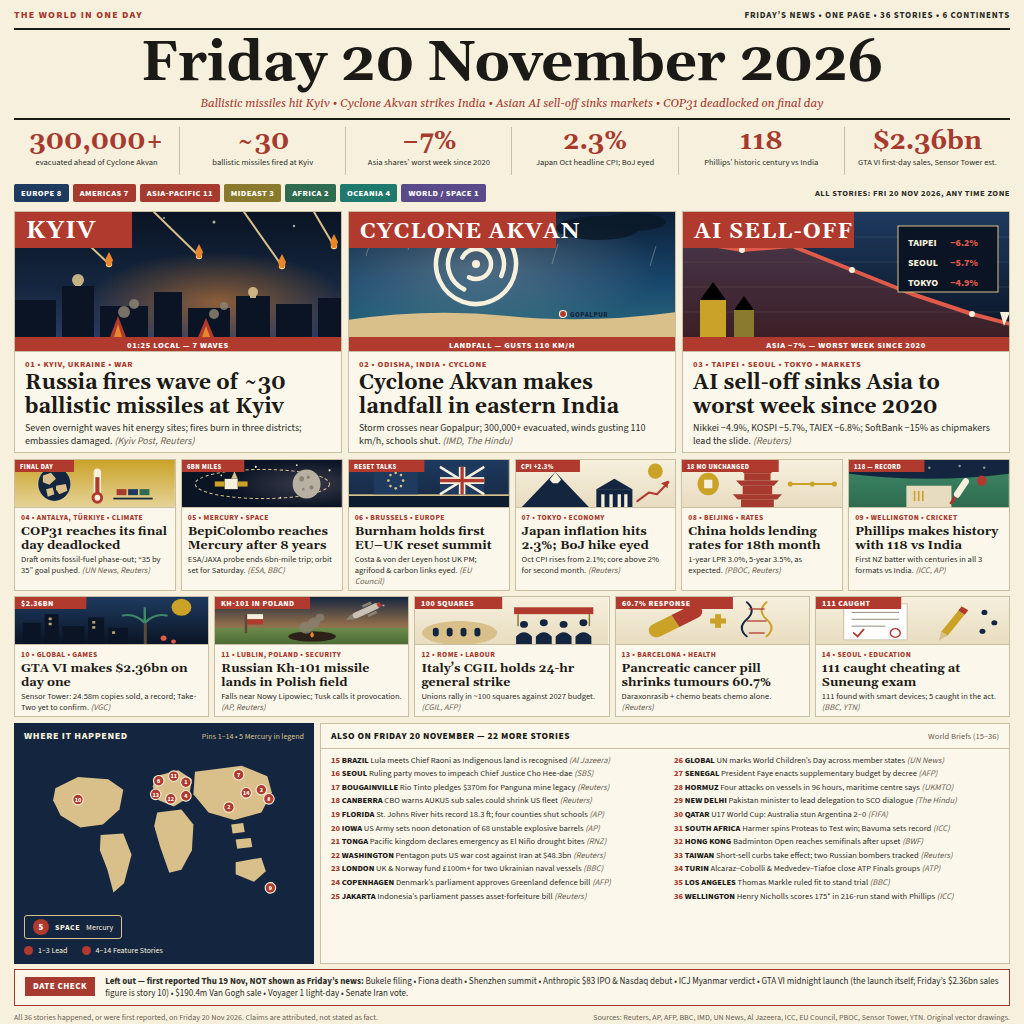 THE WORLD IN ONE DAY
FRIDAY'S NEWS • ONE PAGE • 36 STORIES • 6 CONTINENTS
Friday 20 November 2026
Ballistic missiles hit Kyiv • Cyclone Akvan strikes India • Asian AI sell-off sinks markets • COP31 deadlocked on final day
300,000+
evacuated ahead of Cyclone Akvan
~30
ballistic missiles fired at Kyiv
−7%
Asia shares' worst week since 2020
2.3%
Japan Oct headline CPI; BoJ eyed
118
Phillips' historic century vs India
$2.36bn
GTA VI first-day sales, Sensor Tower est.
EUROPE 8
AMERICAS 7
ASIA-PACIFIC 11
MIDEAST 3
AFRICA 2
OCEANIA 4
WORLD / SPACE 1
ALL STORIES: FRI 20 NOV 2026, ANY TIME ZONE
KYIV
01:25 LOCAL — 7 WAVES
01 • KYIV, UKRAINE • WAR
Russia fires wave of ~30
ballistic missiles at Kyiv
Seven overnight waves hit energy sites; fires burn in three districts;
embassies damaged. (Kyiv Post, Reuters)
CYCLONE AKVAN
GOPALPUR
LANDFALL — GUSTS 110 KM/H
02 • ODISHA, INDIA • CYCLONE
Cyclone Akvan makes
landfall in eastern India
Storm crosses near Gopalpur; 300,000+ evacuated, winds gusting 110
km/h, schools shut. (IMD, The Hindu)
AI SELL-OFF
TAIPEI −6.2%
SEOUL −5.7%
TOKYO −4.9%
ASIA −7% — WORST WEEK SINCE 2020
03 • TAIPEI • SEOUL • TOKYO • MARKETS
AI sell-off sinks Asia to
worst week since 2020
Nikkei −4.9%, KOSPI −5.7%, TAIEX −6.8%; SoftBank −15% as chipmakers
lead the slide. (Reuters)
FINAL DAY
04 • ANTALYA, TÜRKIYE • CLIMATE
COP31 reaches its final
day deadlocked
Draft omits fossil-fuel phase-out; "35 by
35" goal pushed. (UN News, Reuters)
6BN MILES
05 • MERCURY • SPACE
BepiColombo reaches
Mercury after 8 years
ESA/JAXA probe ends 6bn-mile trip; orbit
set for Saturday. (ESA, BBC)
RESET TALKS
06 • BRUSSELS • EUROPE
Burnham holds first
EU–UK reset summit
Costa & von der Leyen host UK PM;
agrifood & carbon links eyed. (EU
Council)
CPI +2.3%
07 • TOKYO • ECONOMY
Japan inflation hits
2.3%; BoJ hike eyed
Oct CPI rises from 2.1%; core above 2%
for second month. (Reuters)
18 MO UNCHANGED
08 • BEIJING • RATES
China holds lending
rates for 18th month
1-year LPR 3.0%, 5-year 3.5%, as
expected. (PBOC, Reuters)
118 — RECORD
09 • WELLINGTON • CRICKET
Phillips makes history
with 118 vs India
First NZ batter with centuries in all 3
formats vs India. (ICC, AP)
$2.36BN
10 • GLOBAL • GAMES
GTA VI makes $2.36bn on
day one
Sensor Tower: 24.58m copies sold, a record; Take-
Two yet to confirm. (VGC)
KH-101 IN POLAND
11 • LUBLIN, POLAND • SECURITY
Russian Kh-101 missile
lands in Polish field
Falls near Nowy Lipowiec; Tusk calls it provocation.
(AP, Reuters)
100 SQUARES
12 • ROME • LABOUR
Italy's CGIL holds 24-hr
general strike
Unions rally in ~100 squares against 2027 budget.
(CGIL, AFP)
60.7% RESPONSE
13 • BARCELONA • HEALTH
Pancreatic cancer pill
shrinks tumours 60.7%
Daraxonrasib + chemo beats chemo alone.
(Reuters)
111 CAUGHT
14 • SEOUL • EDUCATION
111 caught cheating at
Suneung exam
111 found with smart devices; 5 caught in the act.
(BBC, YTN)
WHERE IT HAPPENED
Pins 1–14 • 5 Mercury in legend
10
6
11
1
13
12
4
7
14
3
8
2
9
5 SPACE Mercury
1–3 Lead
4–14 Feature Stories
ALSO ON FRIDAY 20 NOVEMBER — 22 MORE STORIES
World Briefs (15–36)
15 BRAZIL Lula meets Chief Raoni as Indigenous land is recognised (Al Jazeera)
16 SEOUL Ruling party moves to impeach Chief Justice Cho Hee-dae (SBS)
17 BOUGAINVILLE Rio Tinto pledges $370m for Panguna mine legacy (Reuters)
18 CANBERRA CBO warns AUKUS sub sales could shrink US fleet (Reuters)
19 FLORIDA St. Johns River hits record 18.3 ft; four counties shut schools (AP)
20 IOWA US Army sets noon detonation of 68 unstable explosive barrels (AP)
21 TONGA Pacific kingdom declares emergency as El Niño drought bites (RNZ)
22 WASHINGTON Pentagon puts US war cost against Iran at $48.3bn (Reuters)
23 LONDON UK & Norway fund £100m+ for two Ukrainian naval vessels (BBC)
24 COPENHAGEN Denmark's parliament approves Greenland defence bill (AFP)
25 JAKARTA Indonesia's parliament passes asset-forfeiture bill (Reuters)
26 GLOBAL UN marks World Children's Day across member states (UN News)
27 SENEGAL President Faye enacts supplementary budget by decree (AFP)
28 HORMUZ Four attacks on vessels in 96 hours, maritime centre says (UKMTO)
29 NEW DELHI Pakistan minister to lead delegation to SCO dialogue (The Hindu)
30 QATAR U17 World Cup: Australia stun Argentina 2–0 (FIFA)
31 SOUTH AFRICA Harmer spins Proteas to Test win; Bavuma sets record (ICC)
32 HONG KONG Badminton Open reaches semifinals after upset (BWF)
33 TAIWAN Short-sell curbs take effect; two Russian bombers tracked (Reuters)
34 TURIN Alcaraz–Cobolli & Medvedev–Tiafoe close ATP Finals groups (ATP)
35 LOS ANGELES Thomas Markle ruled fit to stand trial (BBC)
36 WELLINGTON Henry Nicholls scores 175* in 216-run stand with Phillips (ICC)
DATE CHECK
Left out — first reported Thu 19 Nov, NOT shown as Friday's news: Bukele filing • Fiona death • Shenzhen summit • Anthropic $83 IPO & Nasdaq debut • ICJ Myanmar verdict • GTA VI midnight launch (the launch itself; Friday's $2.36bn sales
figure is story 10) • $190.4m Van Gogh sale • Voyager 1 light-day • Senate Iran vote.
All 36 stories happened, or were first reported, on Friday 20 Nov 2026. Claims are attributed, not stated as fact.
Sources: Reuters, AP, AFP, BBC, IMD, UN News, Al Jazeera, ICC, EU Council, PBOC, Sensor Tower, YTN. Original vector drawings.